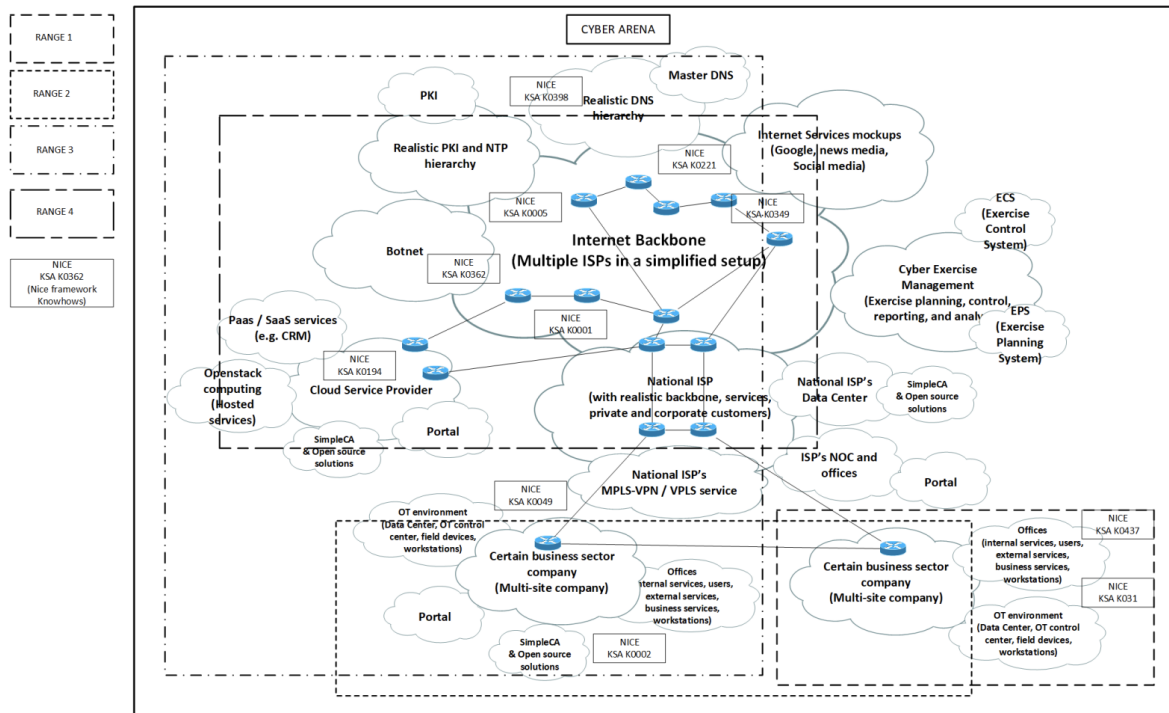 CYBER ARENA
RANGE 1
RANGE 2
RANGE 3
RANGE 4
NICE
KSA K0362
(Nice framework
Knowhows)
Master DNS
PKI
NICE
KSA K0398
Realistic DNS
hierarchy
Realistic PKI and NTP
hierarchy
Internet Services mockups
(Google, news media,
Social media)
NICE
KSA K0221
NICE
KSA K0005
NICE
KSA K0349
ECS
(Exercise
Control
System)
Botnet
NICE
KSA K0362
Internet Backbone
(Multiple ISPs in a simplified setup)
Cyber Exercise
Management
(Exercise planning, control,
reporting, and analy
EPS
(Exercise
Planning
System)
NICE
KSA K0001
Paas / SaaS services
(e.g. CRM)
NICE
KSA K0194
Openstack
computing
(Hosted
services)
Cloud Service Provider
National ISP
(with realistic backbone, services,
private and corporate customers)
National ISP's
Data Center
SimpleCA
& Open source
solutions
SimpleCA
& Open source
solutions
Portal
ISP's NOC and
offices
Portal
National ISP's
MPLS-VPN / VPLS service
NICE
KSA K0049
OT environment
(Data Center, OT control
center, field devices,
workstations)
Certain business sector
company
(Multi-site company)
Offices
nternal services, users,
external services,
business services,
workstations)
Portal
SimpleCA
& Open source
solutions
NICE
KSA K0002
Certain business sector
company
(Multi-site company)
NICE
KSA K0437
Offices
(internal services, users,
external services,
business services,
workstations)
NICE
KSA K031
OT environment
(Data Center, OT control
center, field devices,
workstations)